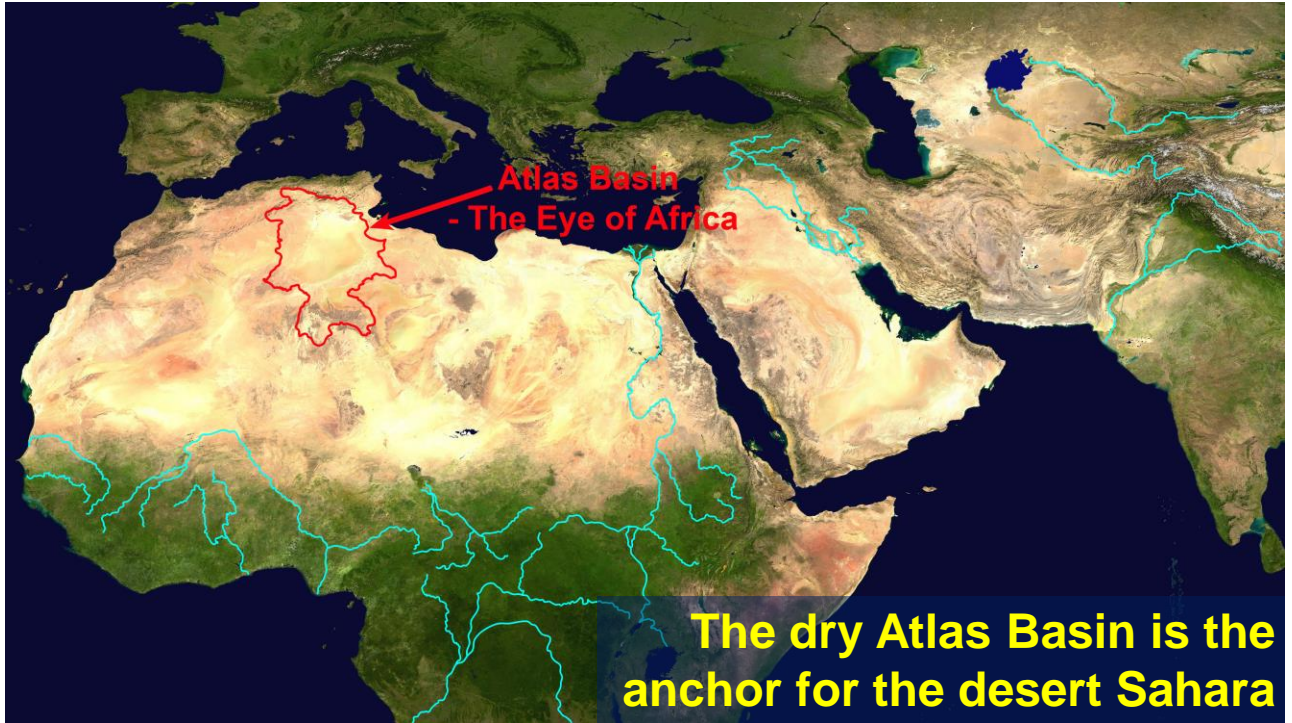 Atlas Basin
- The Eye of Africa
The dry Atlas Basin is the
anchor for the desert Sahara